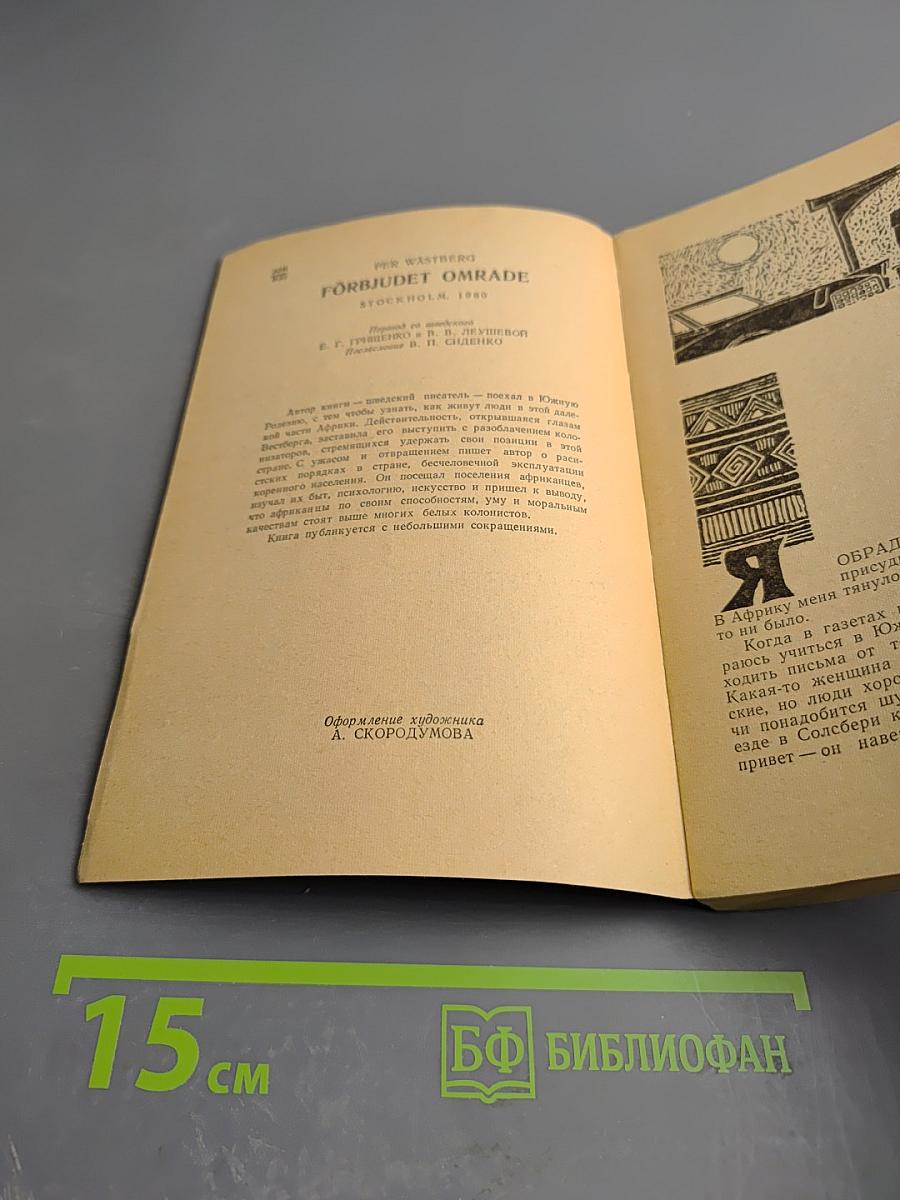 PER WÄSTBERG
FÖRBJUDET OMRADE
STOCKHOLM, 1960
Перевод со шведского
Е. Г. ГРИЩЕНКО и В. В. ЛЕУШЕВОЙ
Послесловие В. П. СИДЕНКО
Автор книги — шведский писатель — поехал в Южную
Родезию, с тем чтобы узнать, как живут люди в этой дале-
кой части Африки. Действительность, открывшаяся глазам
Вестберга, заставила его выступить с разоблачением коло-
низаторов, стремящихся удержать свои позиции в этой
стране. С ужасом и отвращением пишет автор о раси-
стских порядках в стране, бесчеловечной эксплуатации
коренного населения. Он посещал поселения африканцев,
изучал их быт, психологию, искусство и пришел к выводу,
что африканцы по своим способностям, уму и моральным
качествам стоят выше многих белых колонистов.
Книга публикуется с небольшими сокращениями.
Оформление художника
А. СКОРОДУМОВА
Я ОБРАД
присуди
В Африку меня тянуло
то ни было.
Когда в газетах
раюсь учиться в Юж
ходить письма от т
Какая-то женщина
ские, но люди хоро
чи понадобится шу
езде в Солсбери к
привет — он наве
15 см
БФ БИБЛИОФАН